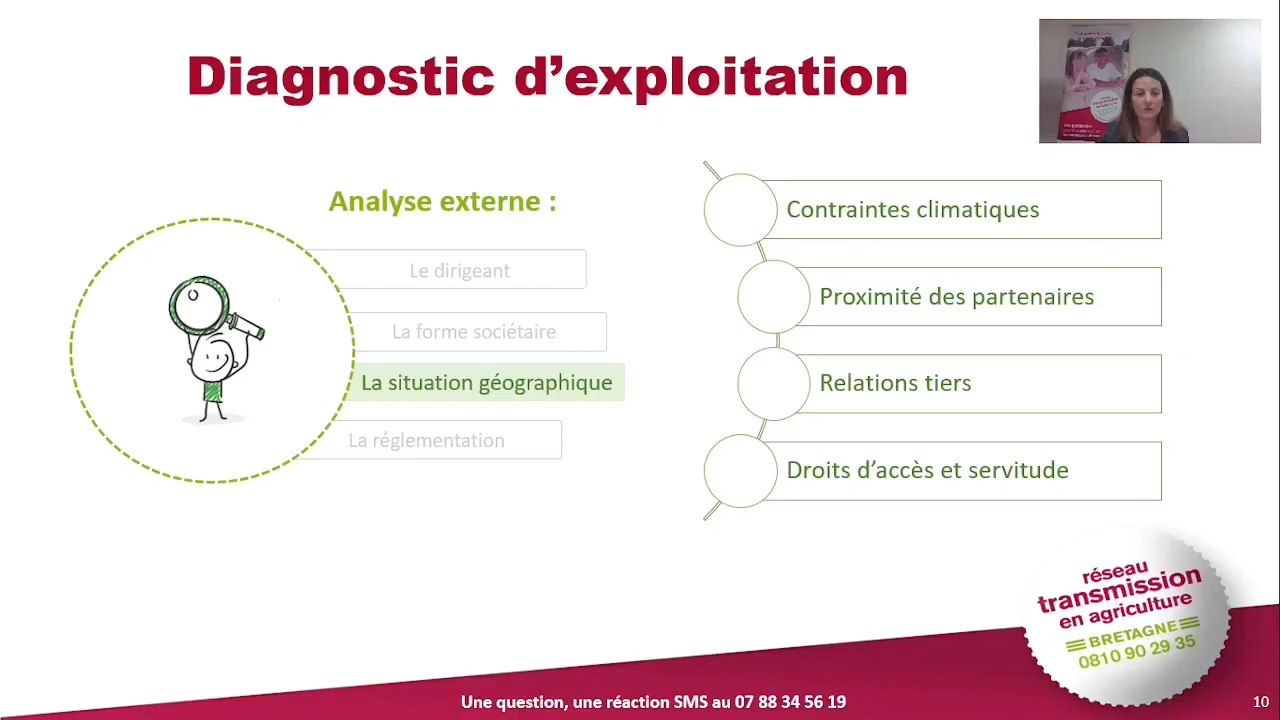 Diagnostic d’exploitation
Analyse externe :
Le dirigeant
La forme sociétaire
La situation géographique
La réglementation
Contraintes climatiques
Proximité des partenaires
Relations tiers
Droits d’accès et servitude
réseau
transmission
en agriculture
BRETAGNE
0810 90 29 35
Une question, une réaction SMS au 07 88 34 56 19
10